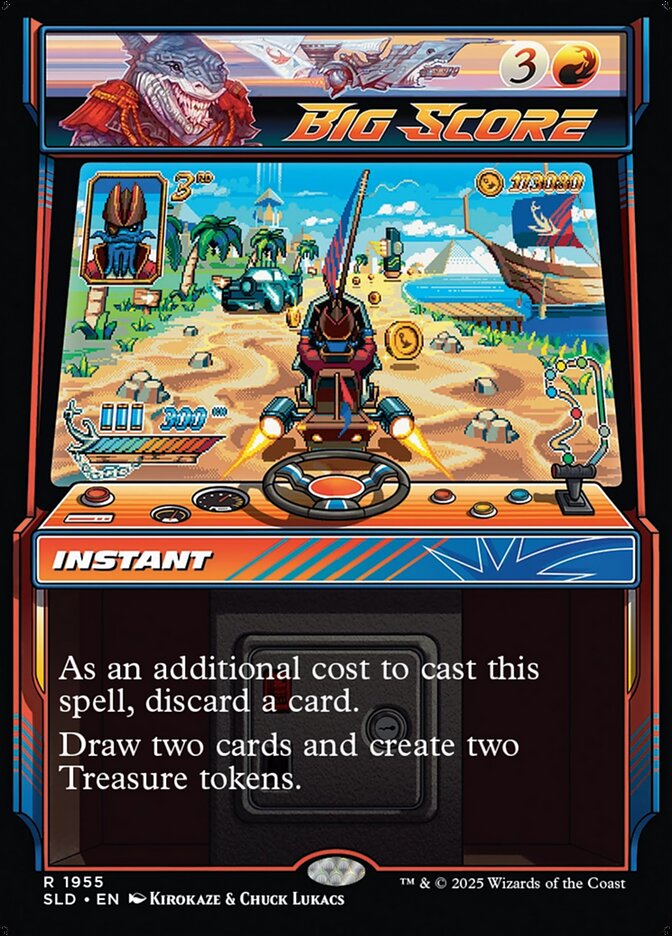 3
BIG SCORE
3RD
173080
300
INSTANT
As an additional cost to cast this
spell, discard a card.
Draw two cards and create two
Treasure tokens.
R 1955
SLD • EN KIROKAZE & CHUCK LUKACS
™ & © 2025 Wizards of the Coast